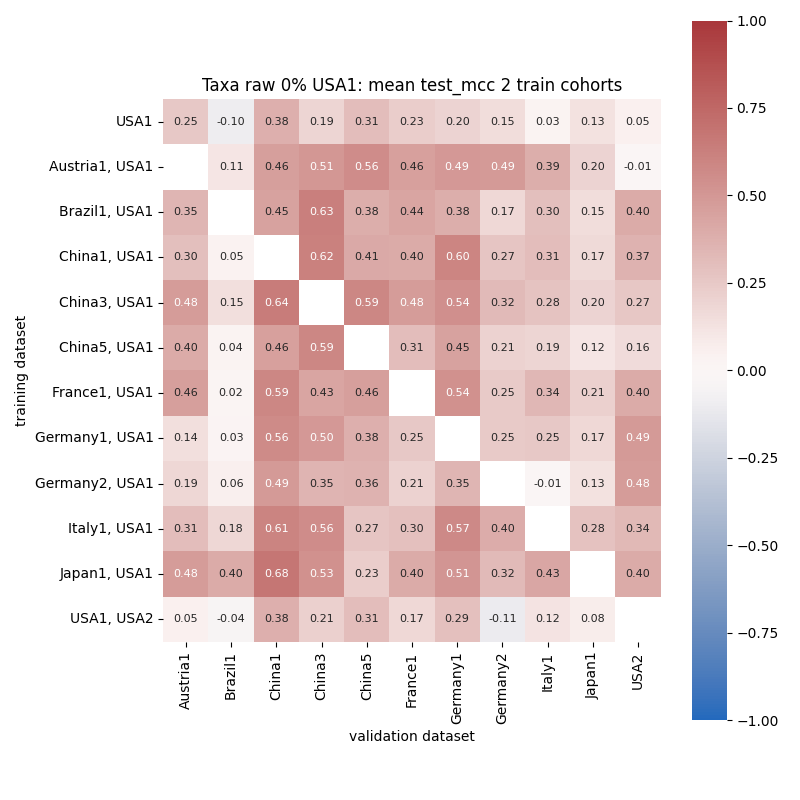 Taxa raw 0% USA1: mean test_mcc 2 train cohorts
USA1 0.25 -0.10 0.38 0.19 0.31 0.23 0.20 0.15 0.03 0.13 0.05
Austria1, USA1 0.11 0.46 0.51 0.56 0.46 0.49 0.49 0.39 0.20 -0.01
Brazil1, USA1 0.35 0.45 0.63 0.38 0.44 0.38 0.17 0.30 0.15 0.40
China1, USA1 0.30 0.05 0.62 0.41 0.40 0.60 0.27 0.31 0.17 0.37
China3, USA1 0.48 0.15 0.64 0.59 0.48 0.54 0.32 0.28 0.20 0.27
China5, USA1 0.40 0.04 0.46 0.59 0.31 0.45 0.21 0.19 0.12 0.16
France1, USA1 0.46 0.02 0.59 0.43 0.46 0.54 0.25 0.34 0.21 0.40
Germany1, USA1 0.14 0.03 0.56 0.50 0.38 0.25 0.25 0.25 0.17 0.49
Germany2, USA1 0.19 0.06 0.49 0.35 0.36 0.21 0.35 -0.01 0.13 0.48
Italy1, USA1 0.31 0.18 0.61 0.56 0.27 0.30 0.57 0.40 0.28 0.34
Japan1, USA1 0.48 0.40 0.68 0.53 0.23 0.40 0.51 0.32 0.43 0.40
USA1, USA2 0.05 -0.04 0.38 0.21 0.31 0.17 0.29 -0.11 0.12 0.08
training dataset
Austria1 Brazil1 China1 China3 China5 France1 Germany1 Germany2 Italy1 Japan1 USA2
validation dataset
1.00
0.75
0.50
0.25
0.00
−0.25
−0.50
−0.75
−1.00